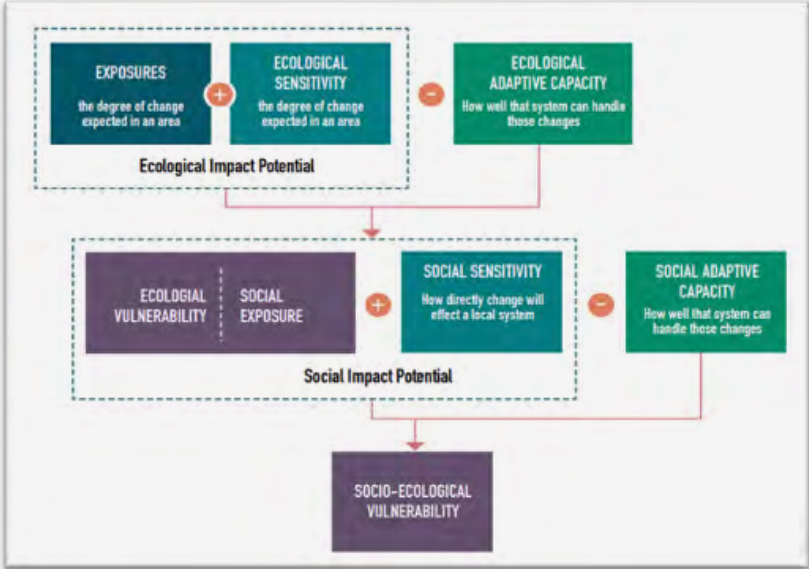 EXPOSURES
the degree of change
expected in an area
+
ECOLOGICAL
SENSITIVITY
the degree of change
expected in an area
-
ECOLOGICAL
ADAPTIVE CAPACITY
How well that system can handle
those changes
Ecological Impact Potential
ECOLOGIAL
VULNERABILITY
SOCIAL
EXPOSURE
+
SOCIAL SENSITIVITY
How directly change will
effect a local system
-
SOCIAL ADAPTIVE
CAPACITY
How well that system can
handle those changes
Social Impact Potential
SOCIO-ECOLOGICAL
VULNERABILITY